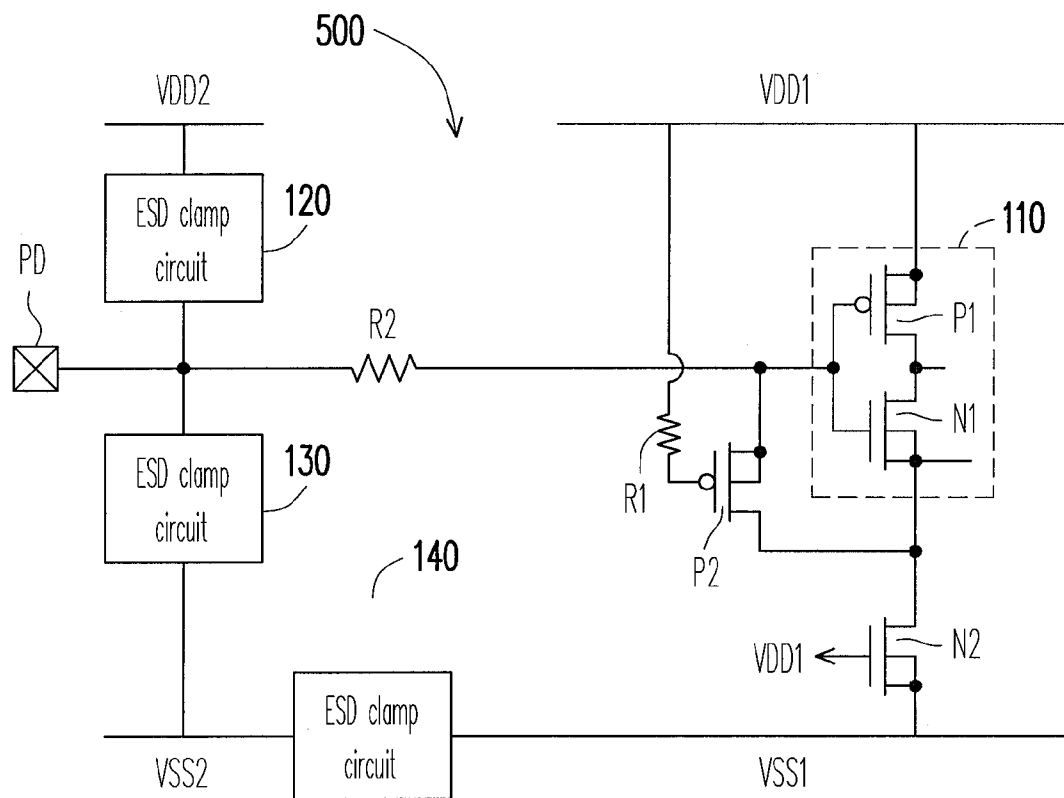 500
VDD2
VDD1
ESD clamp
circuit
120
110
PD
R2
P1
N1
ESD clamp
circuit
130
R1
P2
140
N2
VDD1
ESD clamp
circuit
VSS2
VSS1